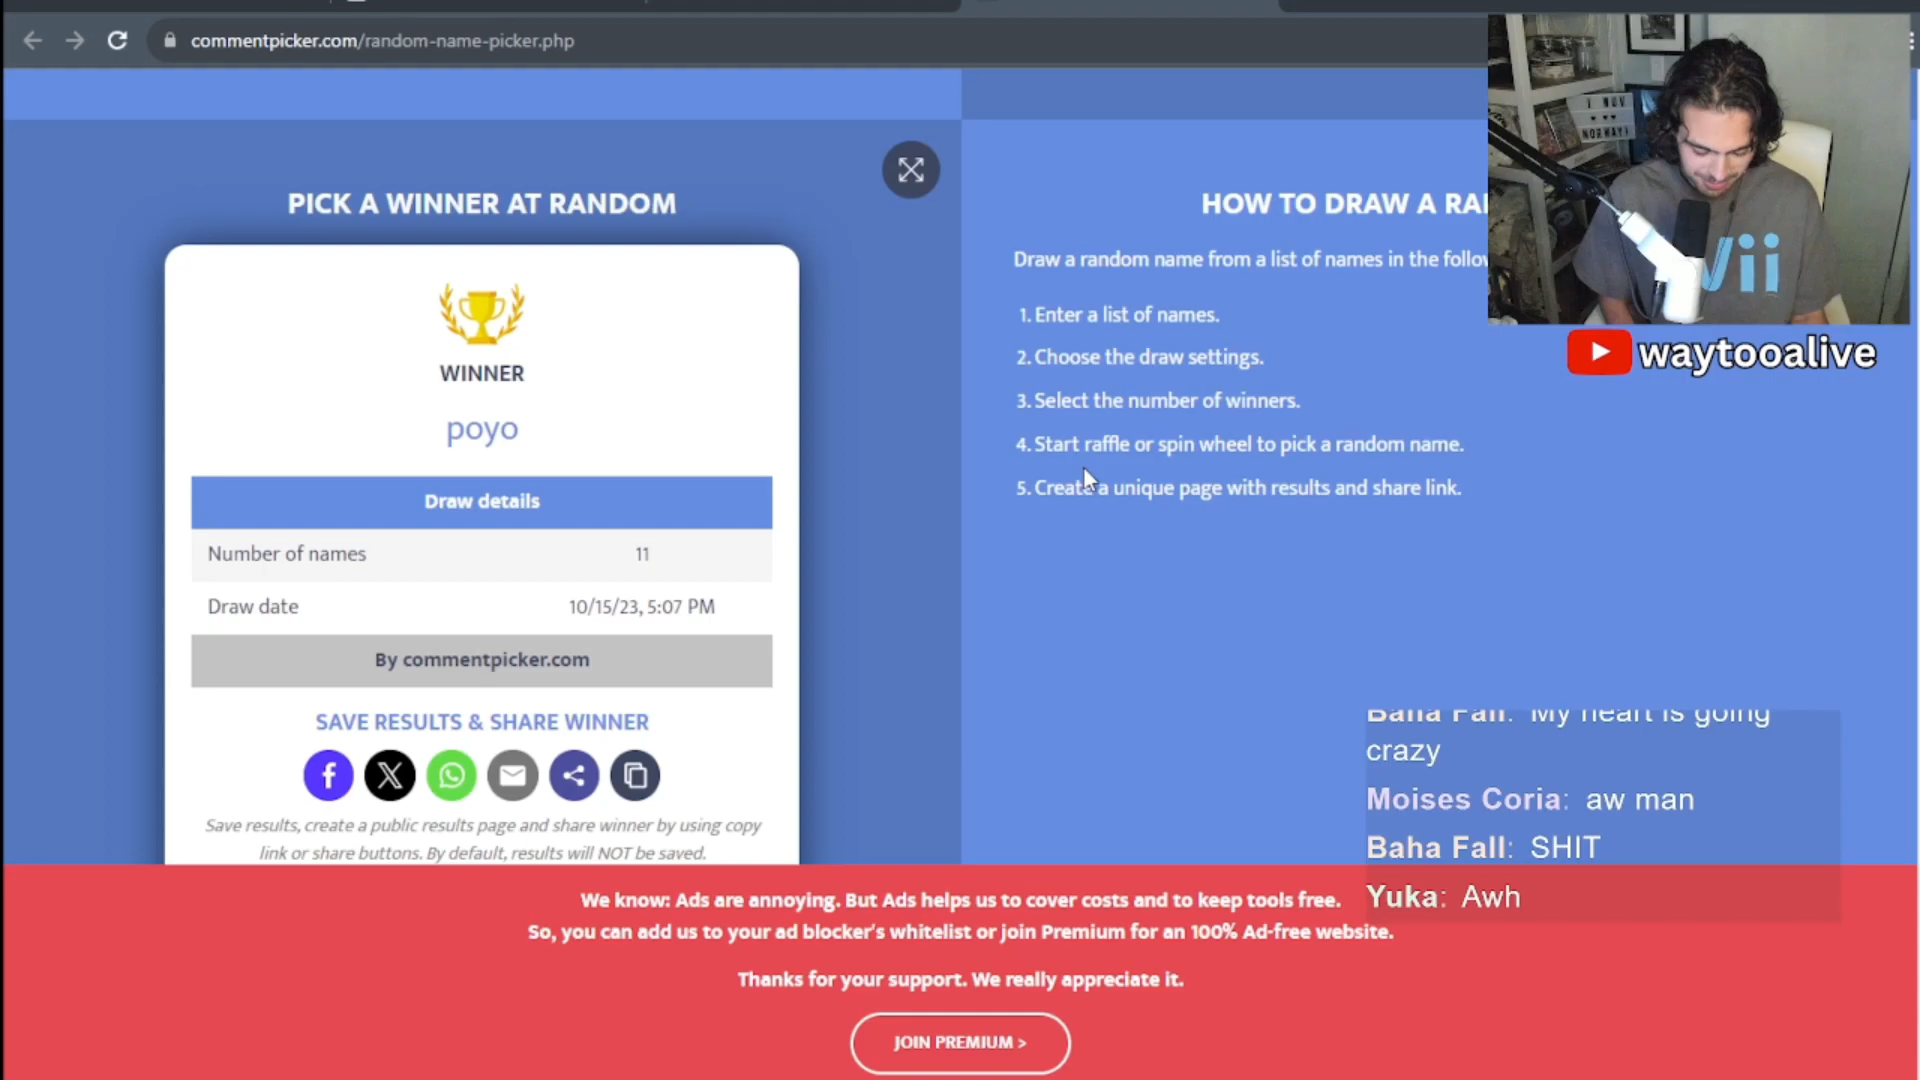 commentpicker.com/random-name-picker.php
PICK A WINNER AT RANDOM
WINNER
poyo
Draw details
Number of names 11
Draw date 10/15/23, 5:07 PM
By commentpicker.com
SAVE RESULTS & SHARE WINNER
Save results, create a public results page and share winner by using copy
link or share buttons. By default, results will NOT be saved.
HOW TO DRAW A
Draw a random name from a list of names in the
1. Enter a list of names.
2. Choose the draw settings.
3. Select the number of winners.
4. Start raffle or spin wheel to pick a random name.
5. Create a unique page with results and share link.
NORWAY
Wii
waytooalive
Baha Fall: My heart is going
crazy
Moises Coria: aw man
Baha Fall: SHIT
Yuka: Awh
We know: Ads are annoying. But Ads helps us to cover costs and to keep tools free.
So, you can add us to your ad blocker's whitelist or join Premium for an 100% Ad-free website.
Thanks for your support. We really appreciate it.
JOIN PREMIUM >